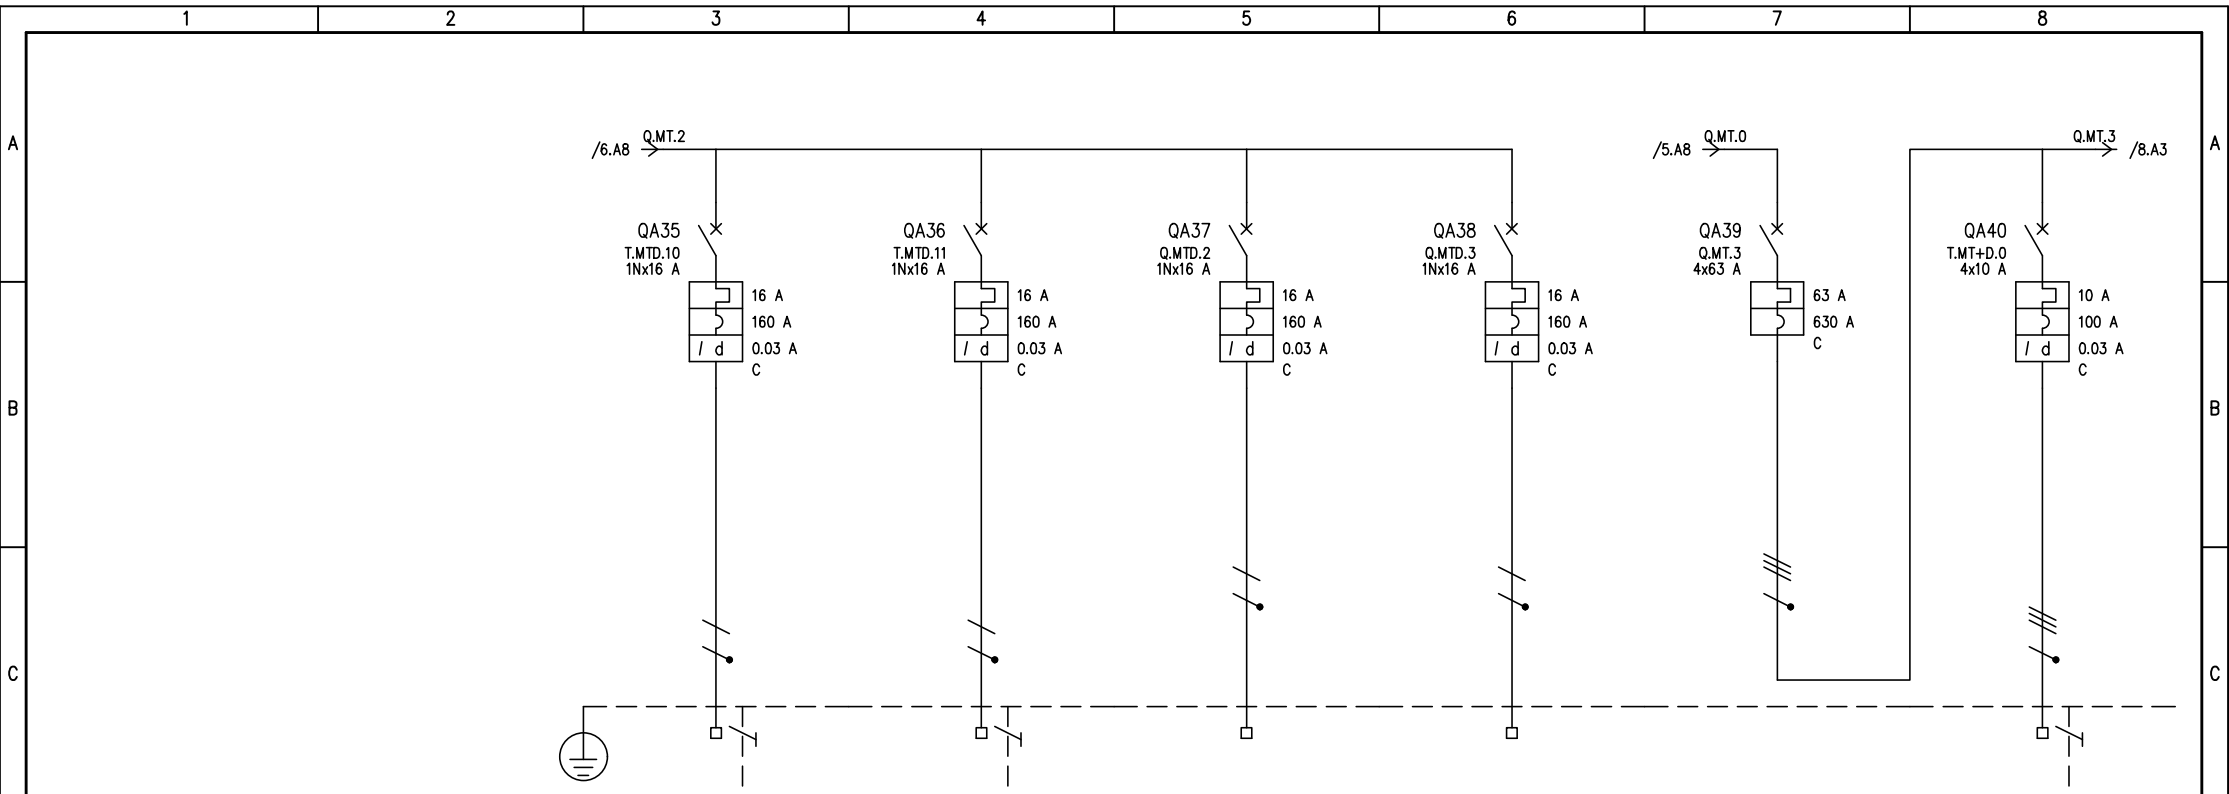 1 2 3 4 5 6 7 8
A A
/6.A8 Q.MT.2
/5.A8 Q.MT.0
Q.MT.3 /8.A3
QA35
T.MTD.10
1Nx16 A
16 A
160 A
I d 0.03 A
C
QA36
T.MTD.11
1Nx16 A
16 A
160 A
I d 0.03 A
C
QA37
Q.MTD.2
1Nx16 A
16 A
160 A
I d 0.03 A
C
QA38
Q.MTD.3
1Nx16 A
16 A
160 A
I d 0.03 A
C
QA39
Q.MT.3
4x63 A
63 A
630 A
C
QA40
T.MT+D.0
4x10 A
10 A
100 A
I d 0.03 A
C
B B
C C